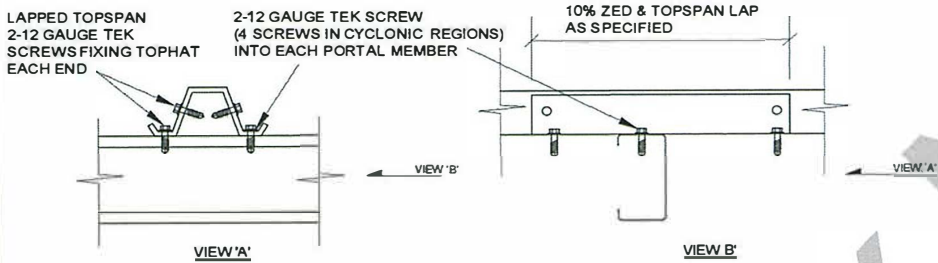 LAPPED TOPSPAN
2-12 GAUGE TEK
SCREWS FIXING TOPHAT
EACH END
2-12 GAUGE TEK SCREW
(4 SCREWS IN CYCLONIC REGIONS)
INTO EACH PORTAL MEMBER
10% ZED & TOPSPAN LAP
AS SPECIFIED
VIEW 'B'
VIEW 'A'
VIEW 'A'
VIEW B'